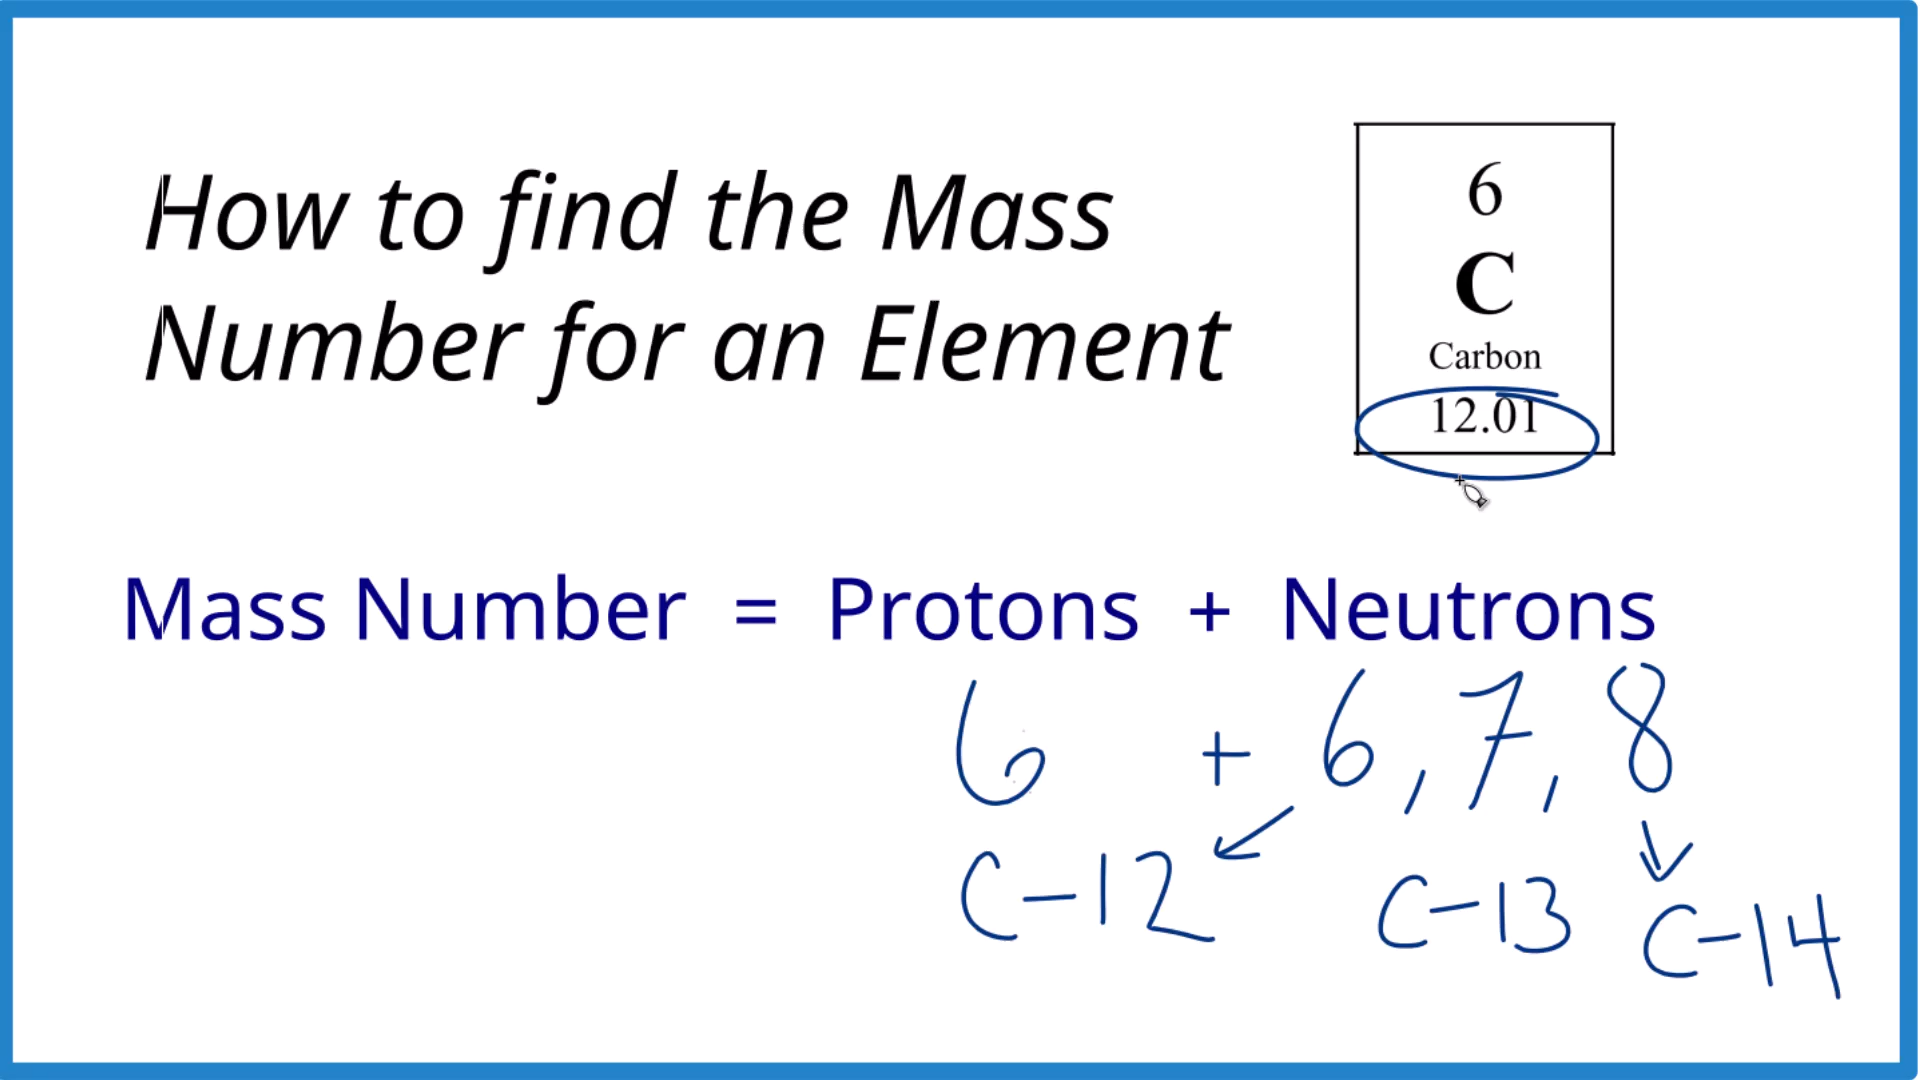 How to find the Mass
Number for an Element
6
C
Carbon
12.01
Mass Number = Protons + Neutrons
6 + 6, 7, 8
C-12 C-13 C-14